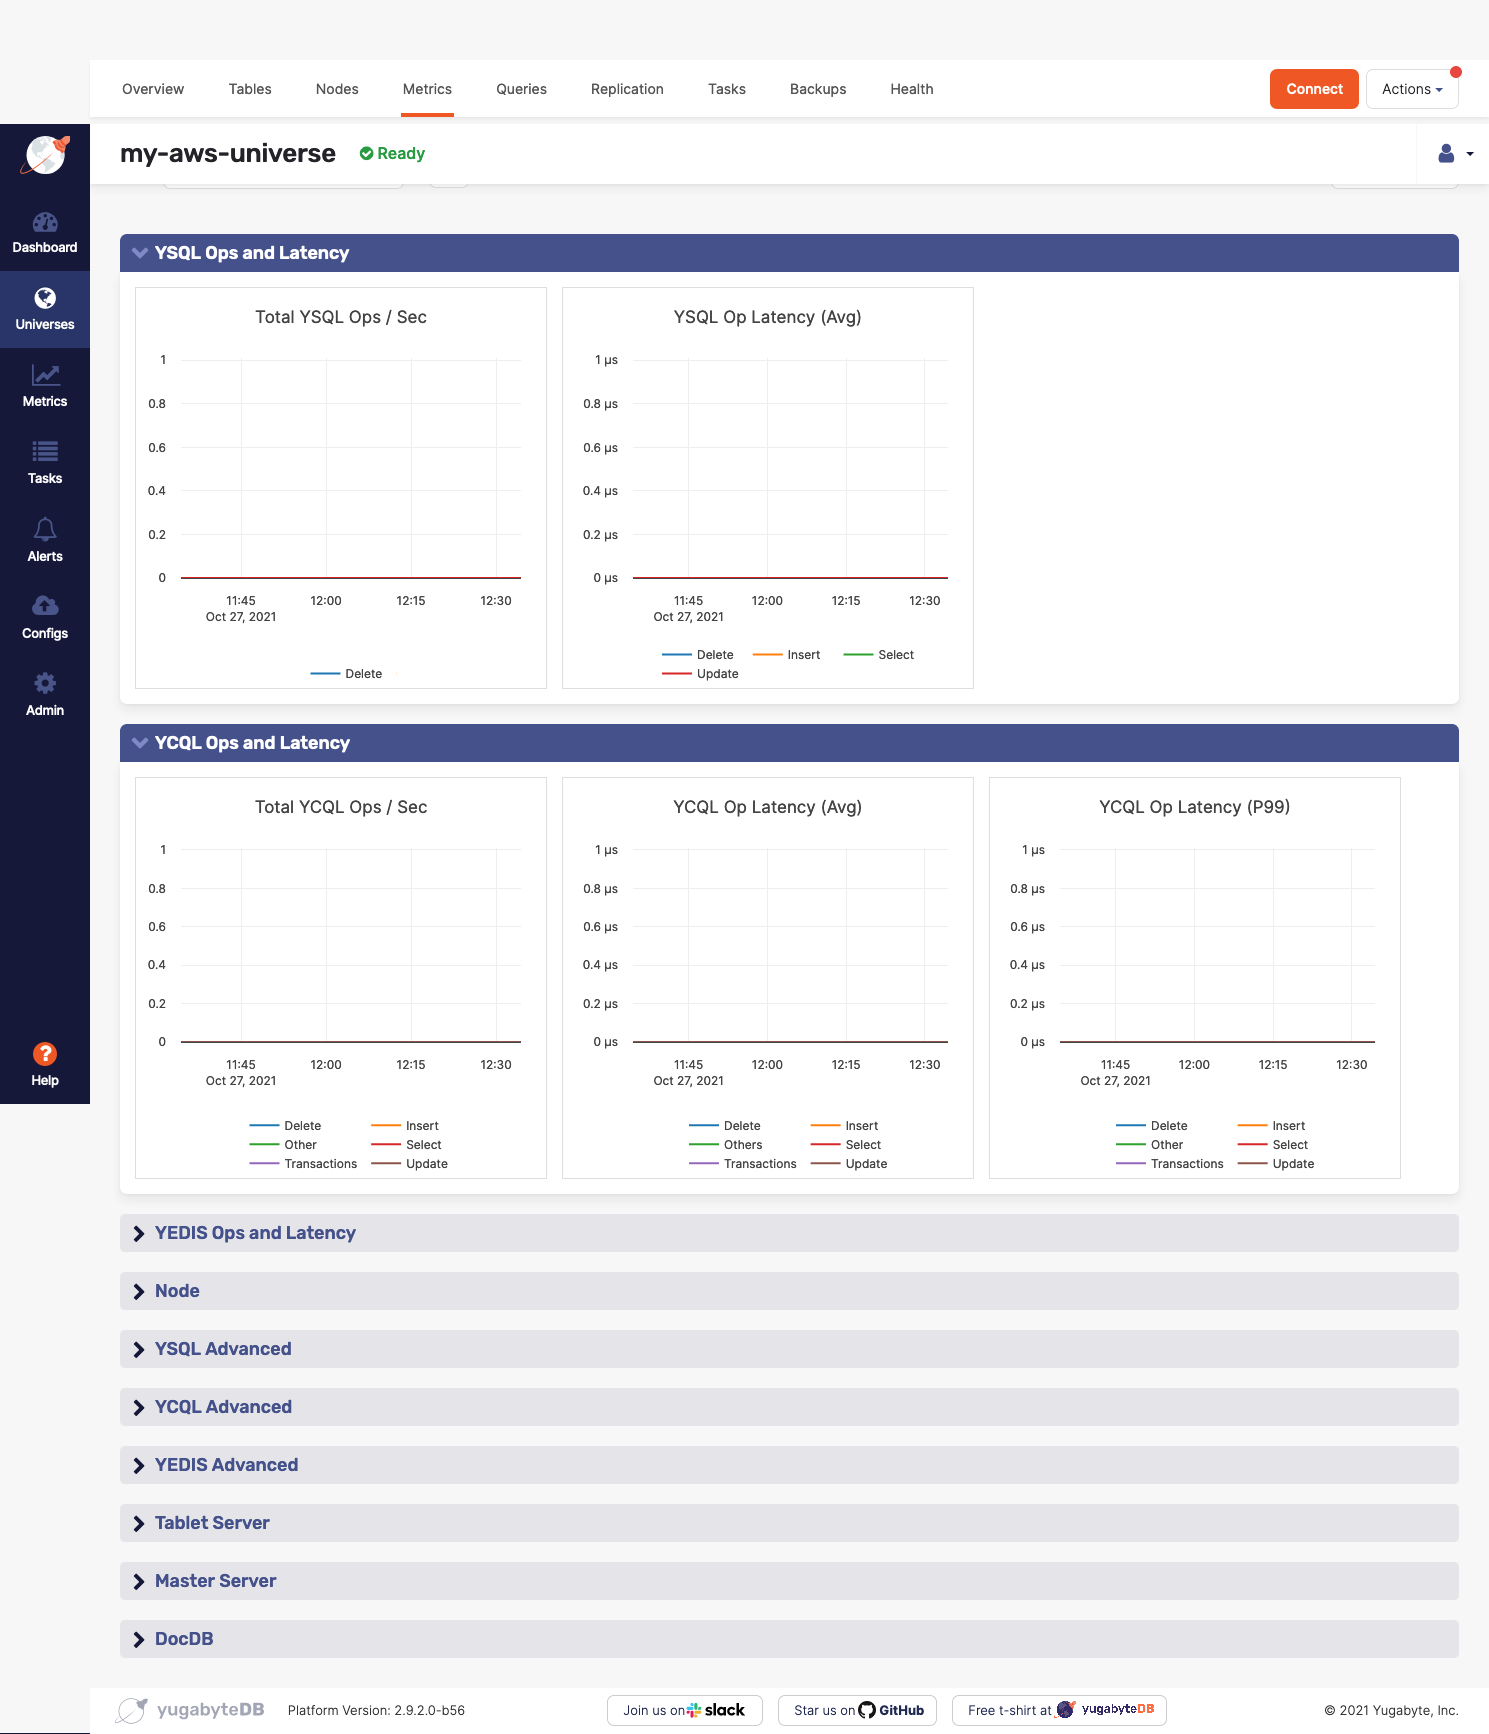 Overview Tables Nodes Metrics Queries Replication Tasks Backups Health Connect Actions
my-aws-universe Ready
Dashboard
Universes
Metrics
Tasks
Alerts
Configs
Admin
Help
YSQL Ops and Latency
Total YSQL Ops / Sec
1
0.8
0.6
0.4
0.2
0
11:45 12:00 12:15 12:30
Oct 27, 2021
Delete
YSQL Op Latency (Avg)
1 µs
0.8 µs
0.6 µs
0.4 µs
0.2 µs
0 µs
11:45 12:00 12:15 12:30
Oct 27, 2021
Delete Insert Select
Update
YCQL Ops and Latency
Total YCQL Ops / Sec
1
0.8
0.6
0.4
0.2
0
11:45 12:00 12:15 12:30
Oct 27, 2021
Delete Insert
Other Select
Transactions Update
YCQL Op Latency (Avg)
1 µs
0.8 µs
0.6 µs
0.4 µs
0.2 µs
0 µs
11:45 12:00 12:15 12:30
Oct 27, 2021
Delete Insert
Others Select
Transactions Update
YCQL Op Latency (P99)
1 µs
0.8 µs
0.6 µs
0.4 µs
0.2 µs
0 µs
11:45 12:00 12:15 12:30
Oct 27, 2021
Delete Insert
Other Select
Transactions Update
YEDIS Ops and Latency
Node
YSQL Advanced
YCQL Advanced
YEDIS Advanced
Tablet Server
Master Server
DocDB
yugabyteDB Platform Version: 2.9.2.0-b56 Join us on slack Star us on GitHub Free t-shirt at yugabyteDB © 2021 Yugabyte, Inc.